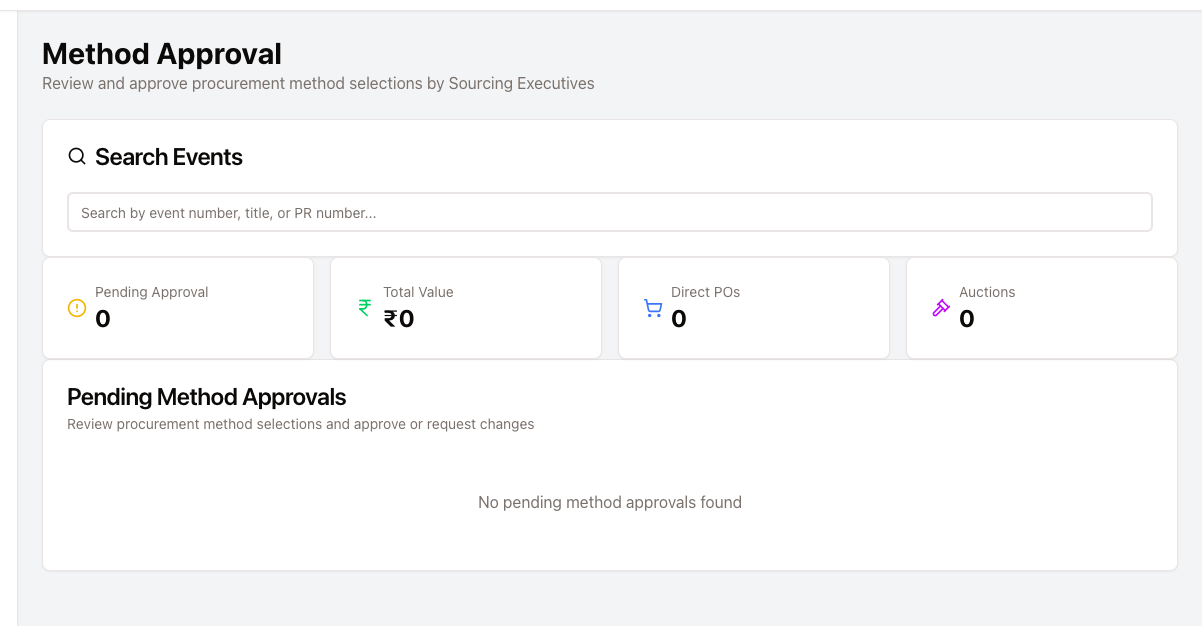 Method Approval
Review and approve procurement method selections by Sourcing Executives
Search Events
Search by event number, title, or PR number...
Pending Approval
0
Total Value
₹0
Direct POs
0
Auctions
0
Pending Method Approvals
Review procurement method selections and approve or request changes
No pending method approvals found